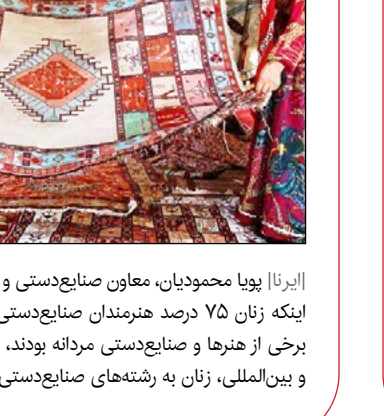 |ایرنا| پویا محمودیان، معاون صنایع‌دستی و
اینکه زنان ۷۵ درصد هنرمندان صنایع‌دستی
برخی از هنرها و صنایع‌دستی مردانه بودند،
و بین‌المللی، زنان به رشته‌های صنایع‌دستی